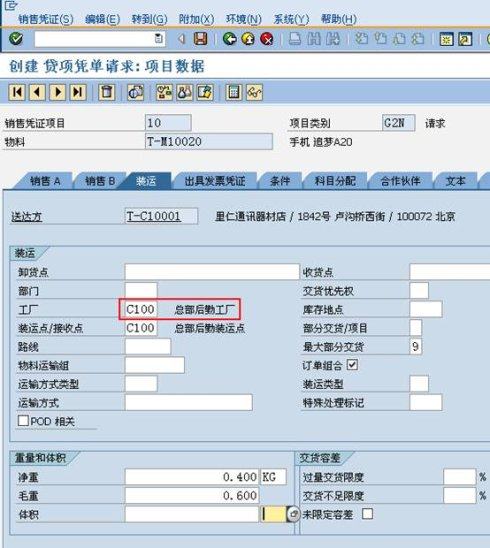 销售凭证(S) 编辑(E) 转到(G) 附加(X) 环境(N) 系统(Y) 帮助(H)
创建 贷项凭单请求: 项目数据
销售凭证项目 10 项目类别 G2N 请求
物料 T-M10020 手机 追梦A20
销售 A 销售 B 装运 出具发票凭证 条件 科目分配 合作伙伴 文本
送达方 T-C10001 里仁通讯器材店 / 1842号 卢沟桥西街 / 100072 北京
装运
卸货点 收货点
部门 交货优先权
工厂 C100 总部后勤工厂 库存地点
装运点/接收点 C100 总部后勤装运点 部分交货/项目
路线 最大部分交货 9
物料运输组 订单组合
运输方式类型 装运类型
运输方式 特殊处理标记
POD 相关
重量和体积 交货容差
净重 0.400 KG 过量交货限度 %
毛重 0.600 交货不足限度 %
体积 未限定容差